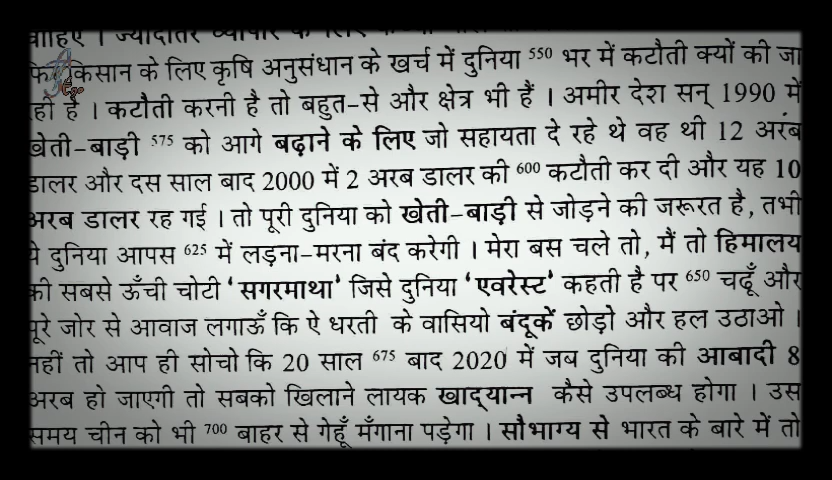 चाहिए । ज्यादातर व्यापार के लिए
कि किसान के लिए कृषि अनुसंधान के खर्च में दुनिया 550 भर में कटौती क्यों की जा
रही है । कटौती करनी है तो बहुत-से और क्षेत्र भी हैं । अमीर देश सन् 1990 में
खेती-बाड़ी 575 को आगे बढ़ाने के लिए जो सहायता दे रहे थे वह थी 12 अरब
डालर और दस साल बाद 2000 में 2 अरब डालर की 600 कटौती कर दी और यह 10
अरब डालर रह गई । तो पूरी दुनिया को खेती-बाड़ी से जोड़ने की जरूरत है, तभी
ये दुनिया आपस 625 में लड़ना-मरना बंद करेगी । मेरा बस चले तो, मैं तो हिमालय
की सबसे ऊँची चोटी ‘सगरमाथा’ जिसे दुनिया ‘एवरेस्ट’ कहती है पर 650 चढ़ूँ और
पूरे जोर से आवाज लगाऊँ कि ऐ धरती के वासियो बंदूकें छोड़ो और हल उठाओ ।
नहीं तो आप ही सोचो कि 20 साल 675 बाद 2020 में जब दुनिया की आबादी 8
अरब हो जाएगी तो सबको खिलाने लायक खाद्यान्न कैसे उपलब्ध होगा । उस
समय चीन को भी 700 बाहर से गेहूँ मँगाना पड़ेगा । सौभाग्य से भारत के बारे में तो